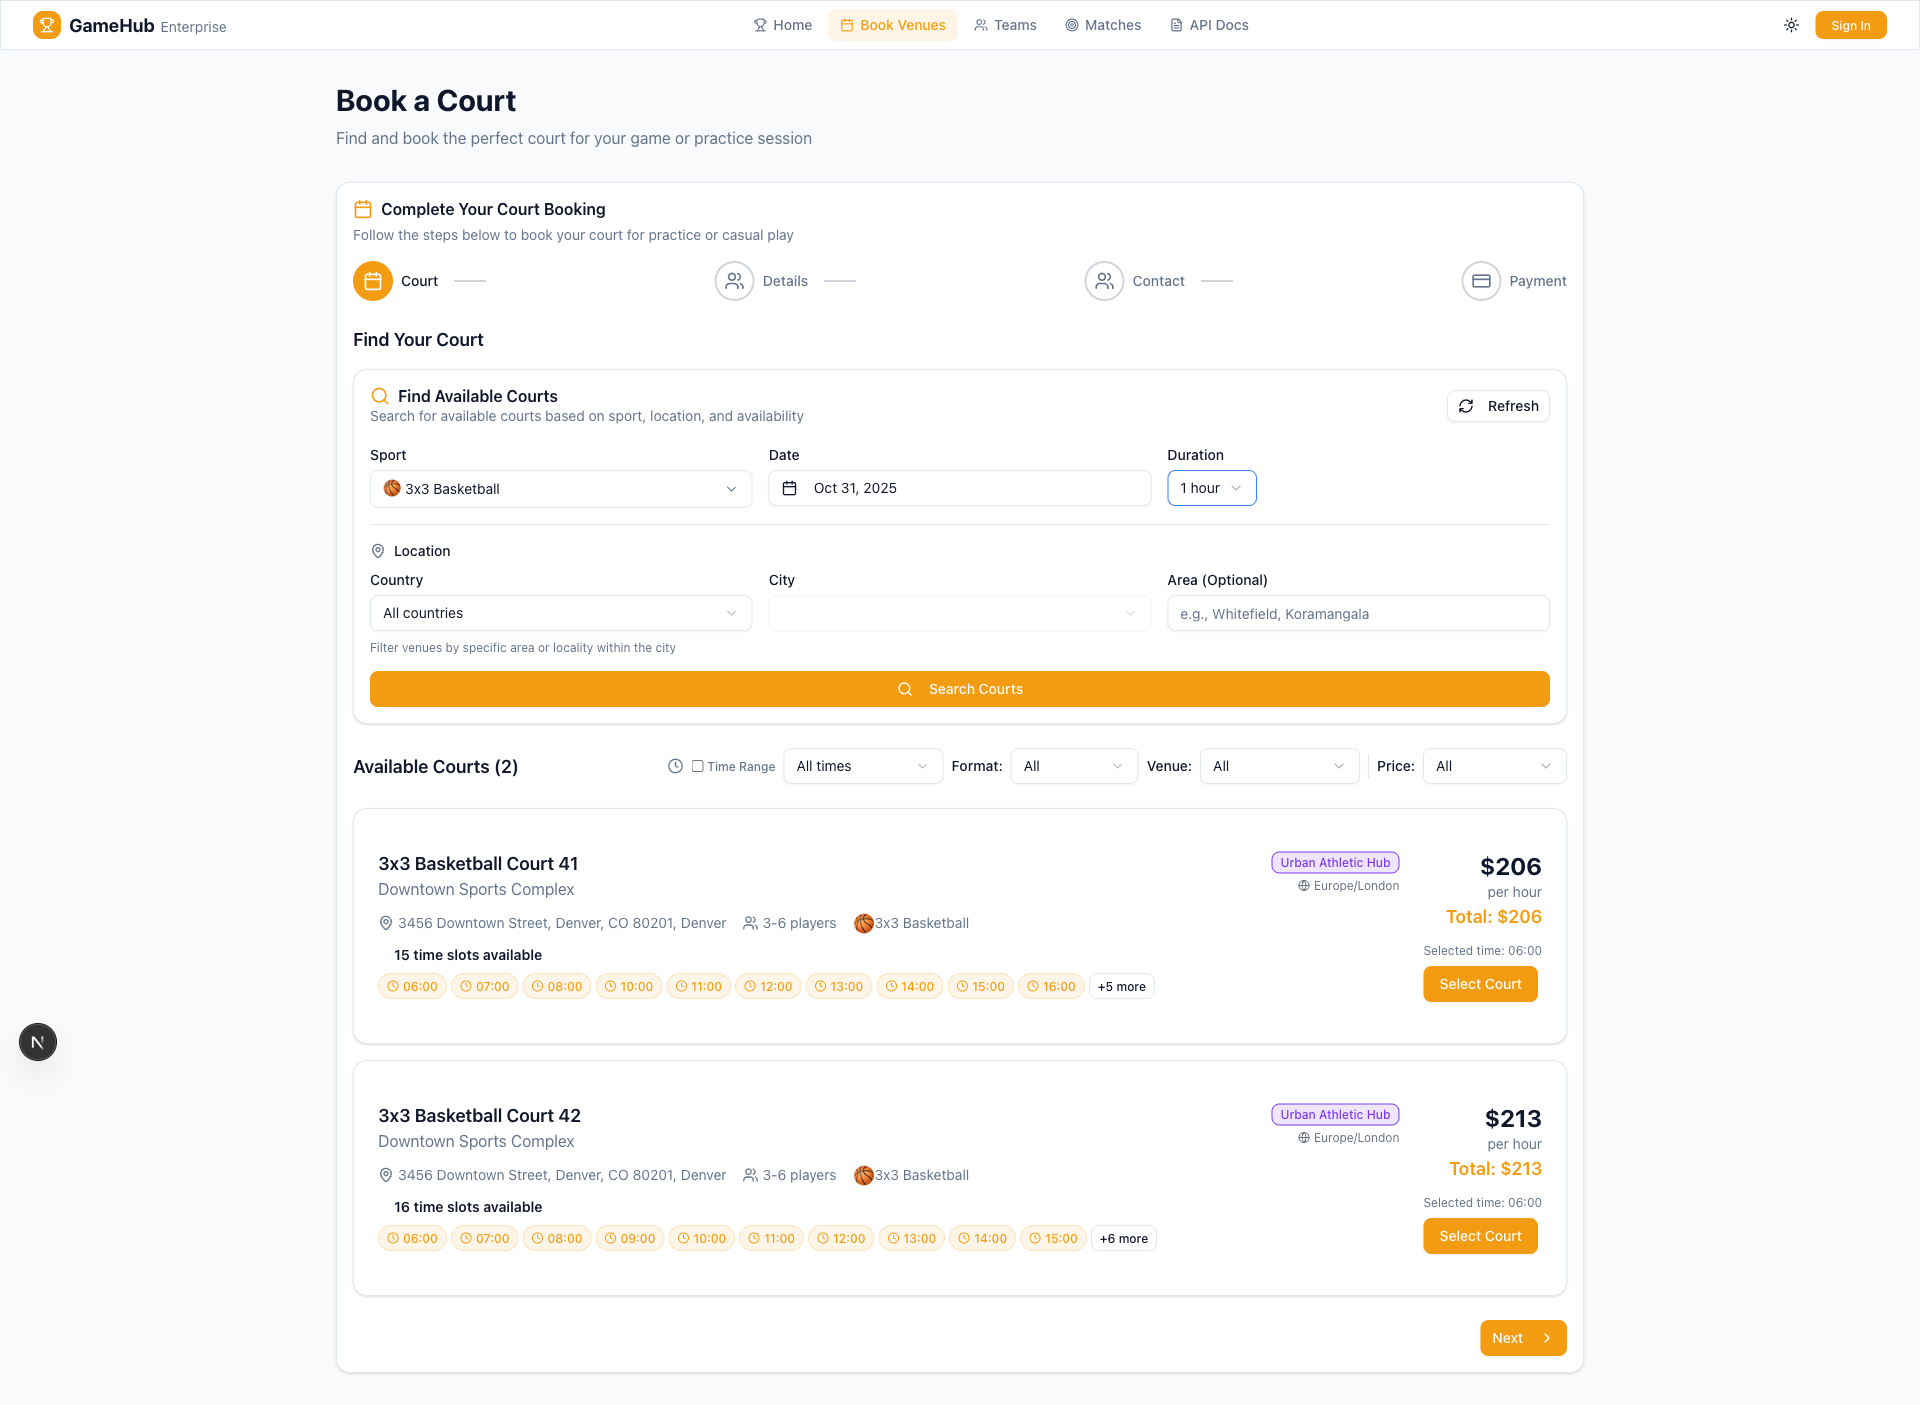 GameHub Enterprise
Home Book Venues Teams Matches API Docs
Sign In
Book a Court
Find and book the perfect court for your game or practice session
Complete Your Court Booking
Follow the steps below to book your court for practice or casual play
Court Details Contact Payment
Find Your Court
Find Available Courts
Search for available courts based on sport, location, and availability
Refresh
Sport Date Duration
3x3 Basketball Oct 31, 2025 1 hour
Location
Country City Area (Optional)
All countries e.g., Whitefield, Koramangala
Filter venues by specific area or locality within the city
Search Courts
Available Courts (2) Time Range All times Format: All Venue: All Price: All
3x3 Basketball Court 41
Downtown Sports Complex
3456 Downtown Street, Denver, CO 80201, Denver 3-6 players 3x3 Basketball
15 time slots available
06:00 07:00 08:00 10:00 11:00 12:00 13:00 14:00 15:00 16:00 +5 more
Urban Athletic Hub
Europe/London
$206
per hour
Total: $206
Selected time: 06:00
Select Court
3x3 Basketball Court 42
Downtown Sports Complex
3456 Downtown Street, Denver, CO 80201, Denver 3-6 players 3x3 Basketball
16 time slots available
06:00 07:00 08:00 09:00 10:00 11:00 12:00 13:00 14:00 15:00 +6 more
Urban Athletic Hub
Europe/London
$213
per hour
Total: $213
Selected time: 06:00
Select Court
Next
N